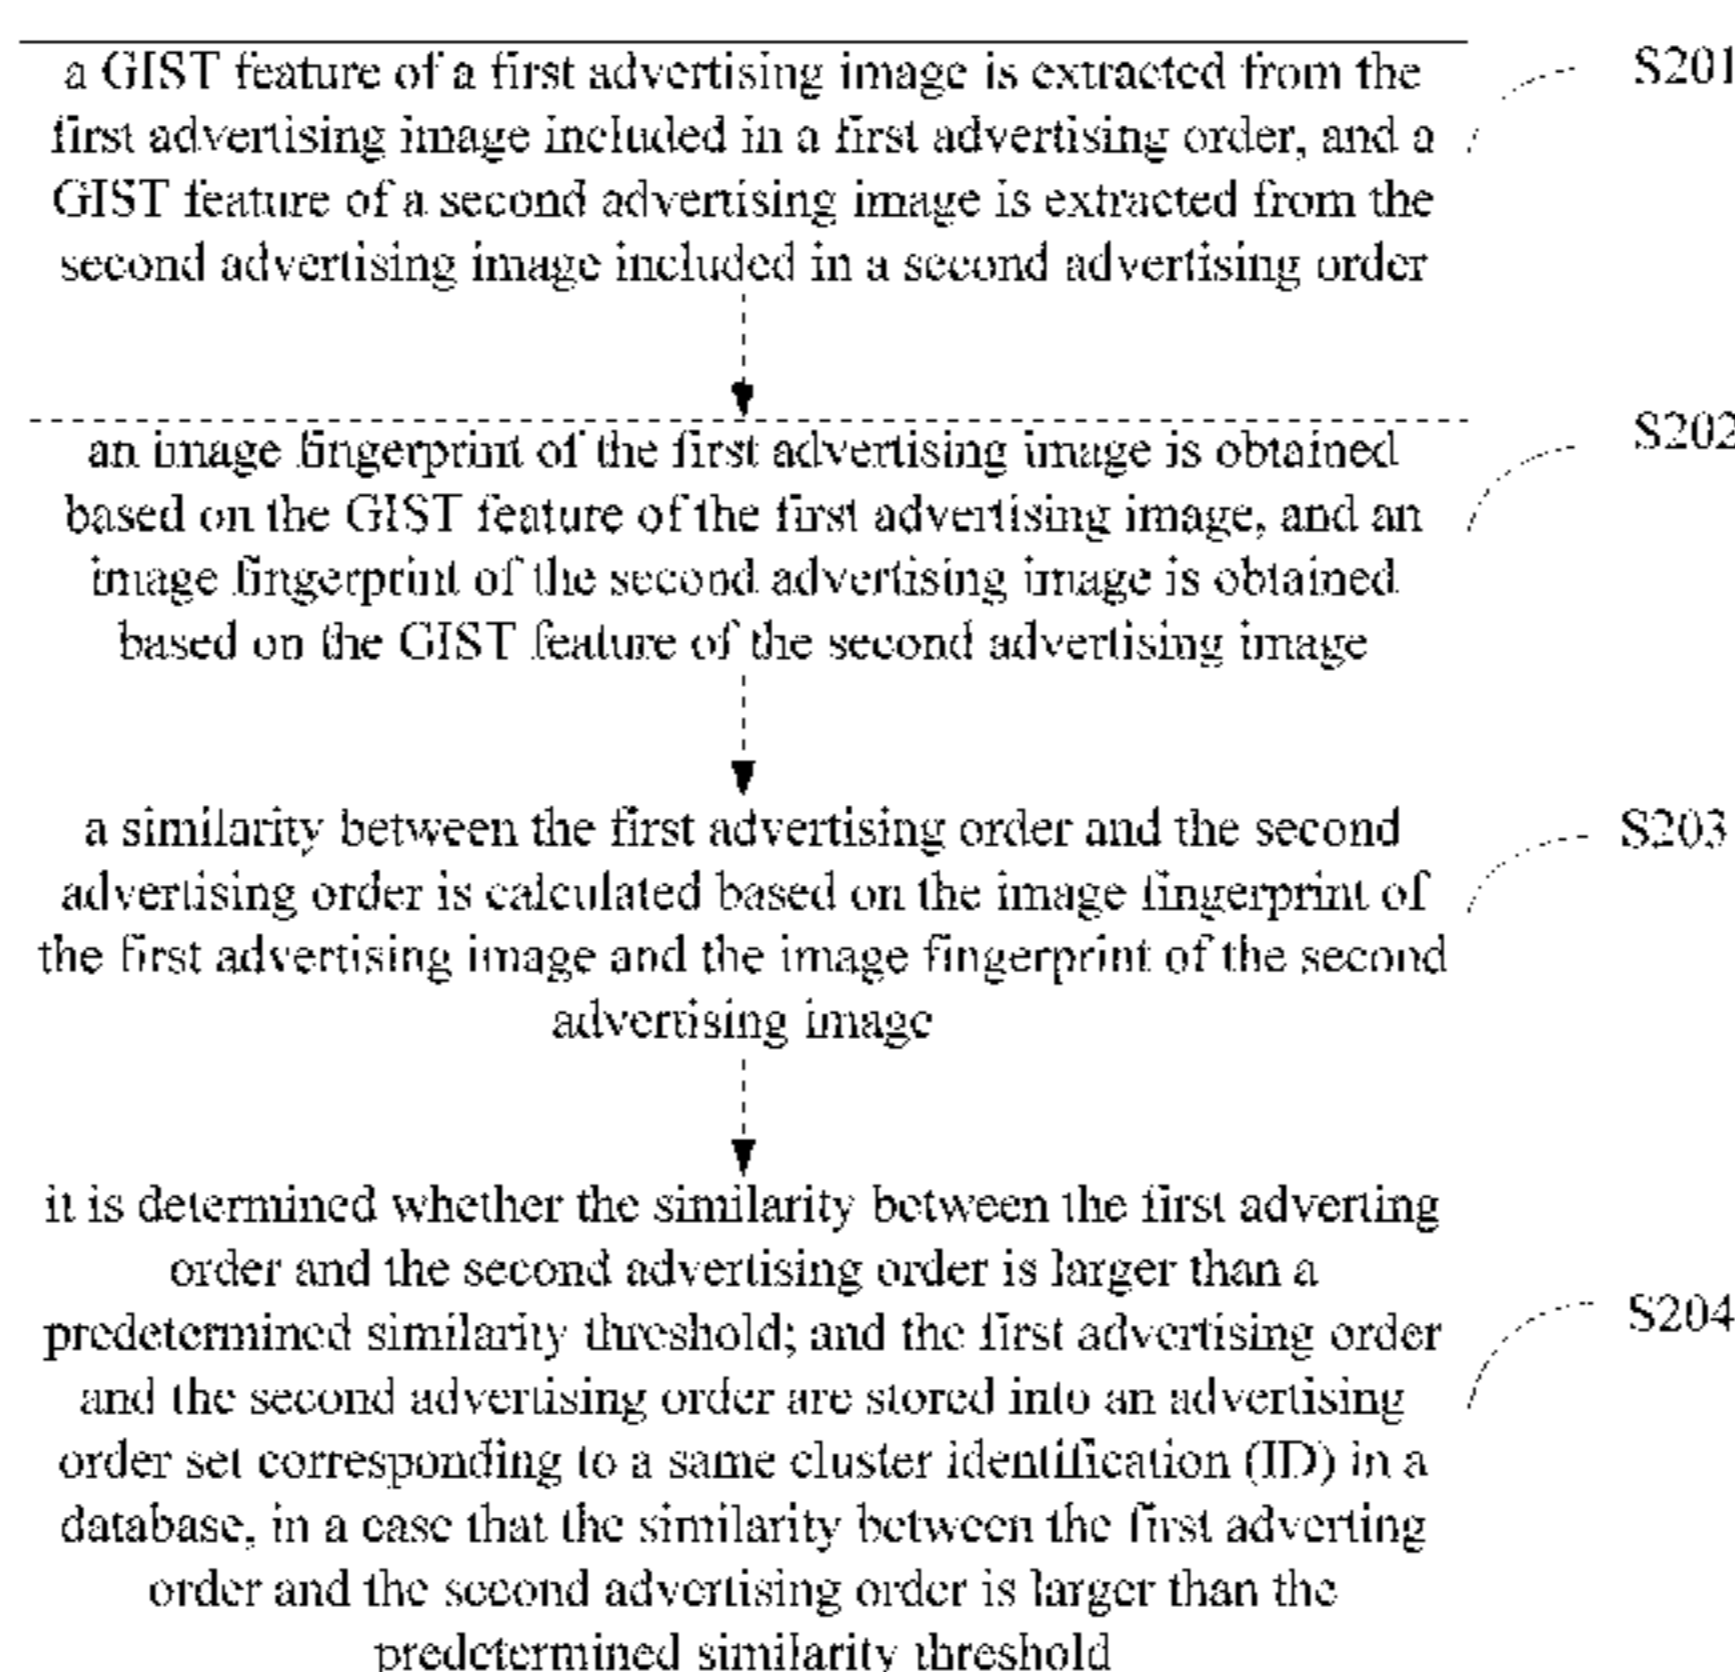 a GIST feature of a first advertising image is extracted from the
S201
first advertising image included in a first advertising order, and a
GIST feature of a second advertising image is extracted from the
second advertising image included in a second advertising order
an image fingerprint of the first advertising image is obtained
S202
based on the GIST feature of the first advertising image, and an
image fingerprint of the second advertising image is obtained
based on the GIST feature of the second advertising image
a similarity between the first advertising order and the second
S203
advertising order is calculated based on the image fingerprint of
the first advertising image and the image fingerprint of the second
advertising image
it is determined whether the similarity between the first adverting
order and the second advertising order is larger than a
predetermined similarity threshold; and the first advertising order
S204
and the second advertising order are stored into an advertising
order set corresponding to a same cluster identification (ID) in a
database, in a case that the similarity between the first adverting
order and the second advertising order is larger than the
predetermined similarity threshold